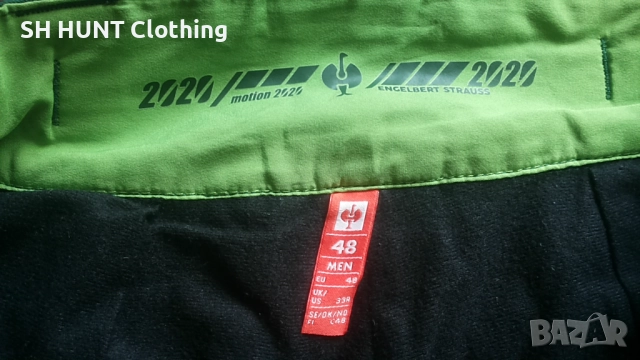 SH HUNT Clothing
2020 motion 2020 ENGELBERT STRAUSS 2020
48
MEN
EU 48
UK/
US 33R
SE/DK/NO
FI C48
BAZAR